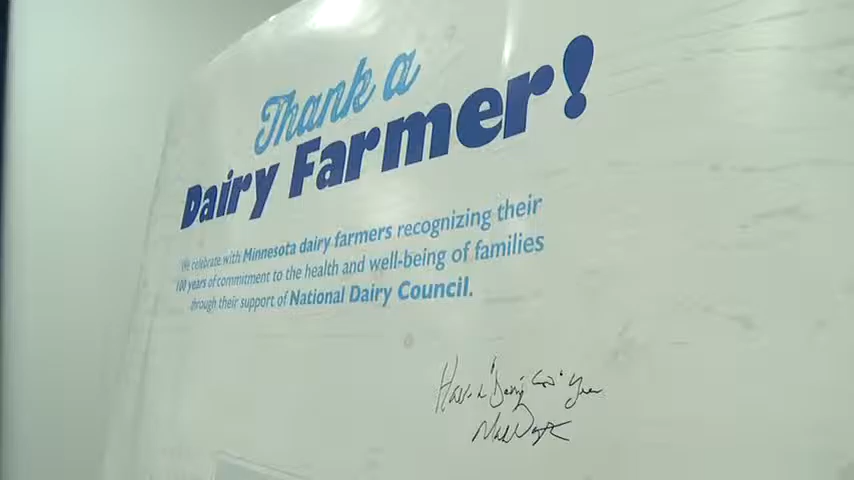 Thank a
Dairy Farmer!
We celebrate with Minnesota dairy farmers recognizing their
100 years of commitment to the health and well-being of families
through their support of National Dairy Council.
Have a